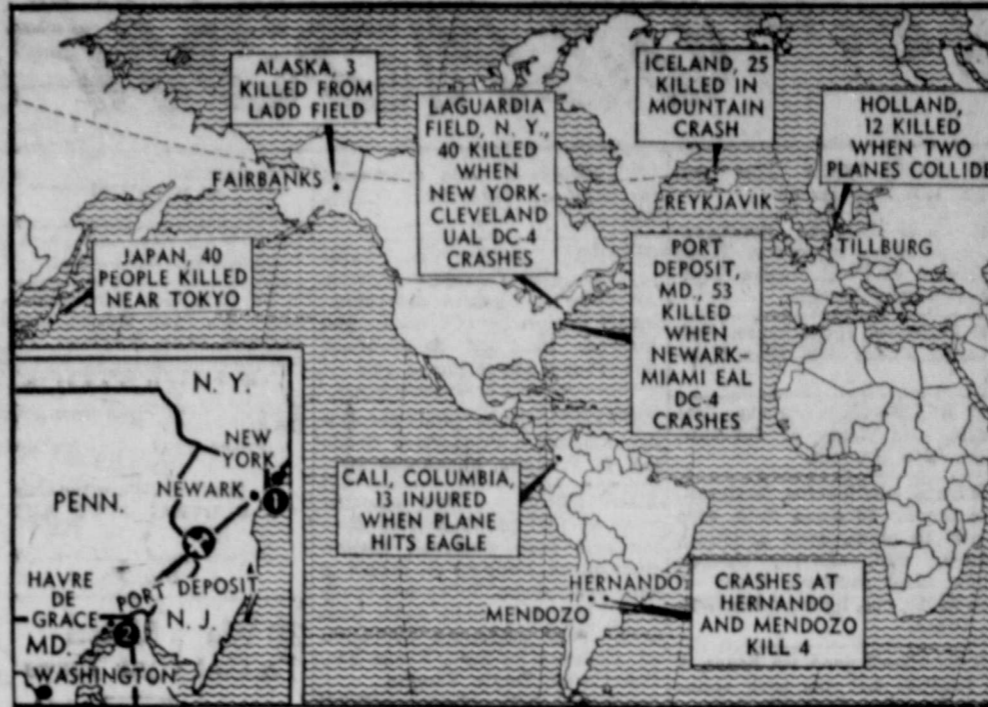 ALASKA, 3
KILLED FROM
LADD FIELD
FAIRBANKS
LAGUARDIA
FIELD, N. Y.,
40 KILLED
WHEN
NEW YORK-
CLEVELAND
UAL DC-4
CRASHES
ICELAND, 25
KILLED IN
MOUNTAIN
CRASH
REYKJAVIK
HOLLAND,
12 KILLED
WHEN TWO
PLANES COLLIDE
TILLBURG
JAPAN, 40
PEOPLE KILLED
NEAR TOKYO
PORT
DEPOSIT,
MD., 53
KILLED
WHEN
NEWARK-
MIAMI EAL
DC-4
CRASHES
CALI, COLUMBIA,
13 INJURED
WHEN PLANE
HITS EAGLE
HERNANDO
MENDOZO
CRASHES AT
HERNANDO
AND MENDOZO
KILL 4
N. Y.
NEW
YORK
NEWARK
1
PENN.
PORT DEPOSIT
HAVRE
DE
GRACE
2
N. J.
MD.
WASHINGTON